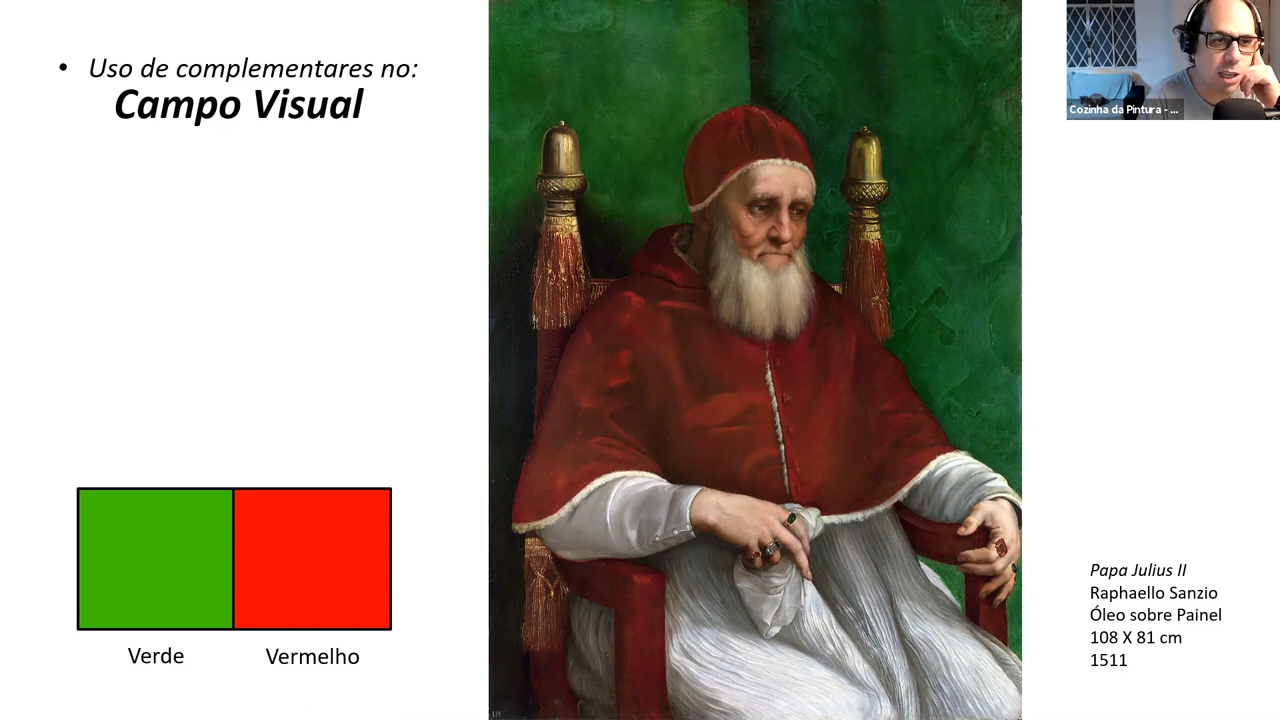 • Uso de complementares no:
Campo Visual
Cozinha da Pintura - ...
Verde
Vermelho
Papa Julius II
Raphaello Sanzio
Óleo sobre Painel
108 X 81 cm
1511